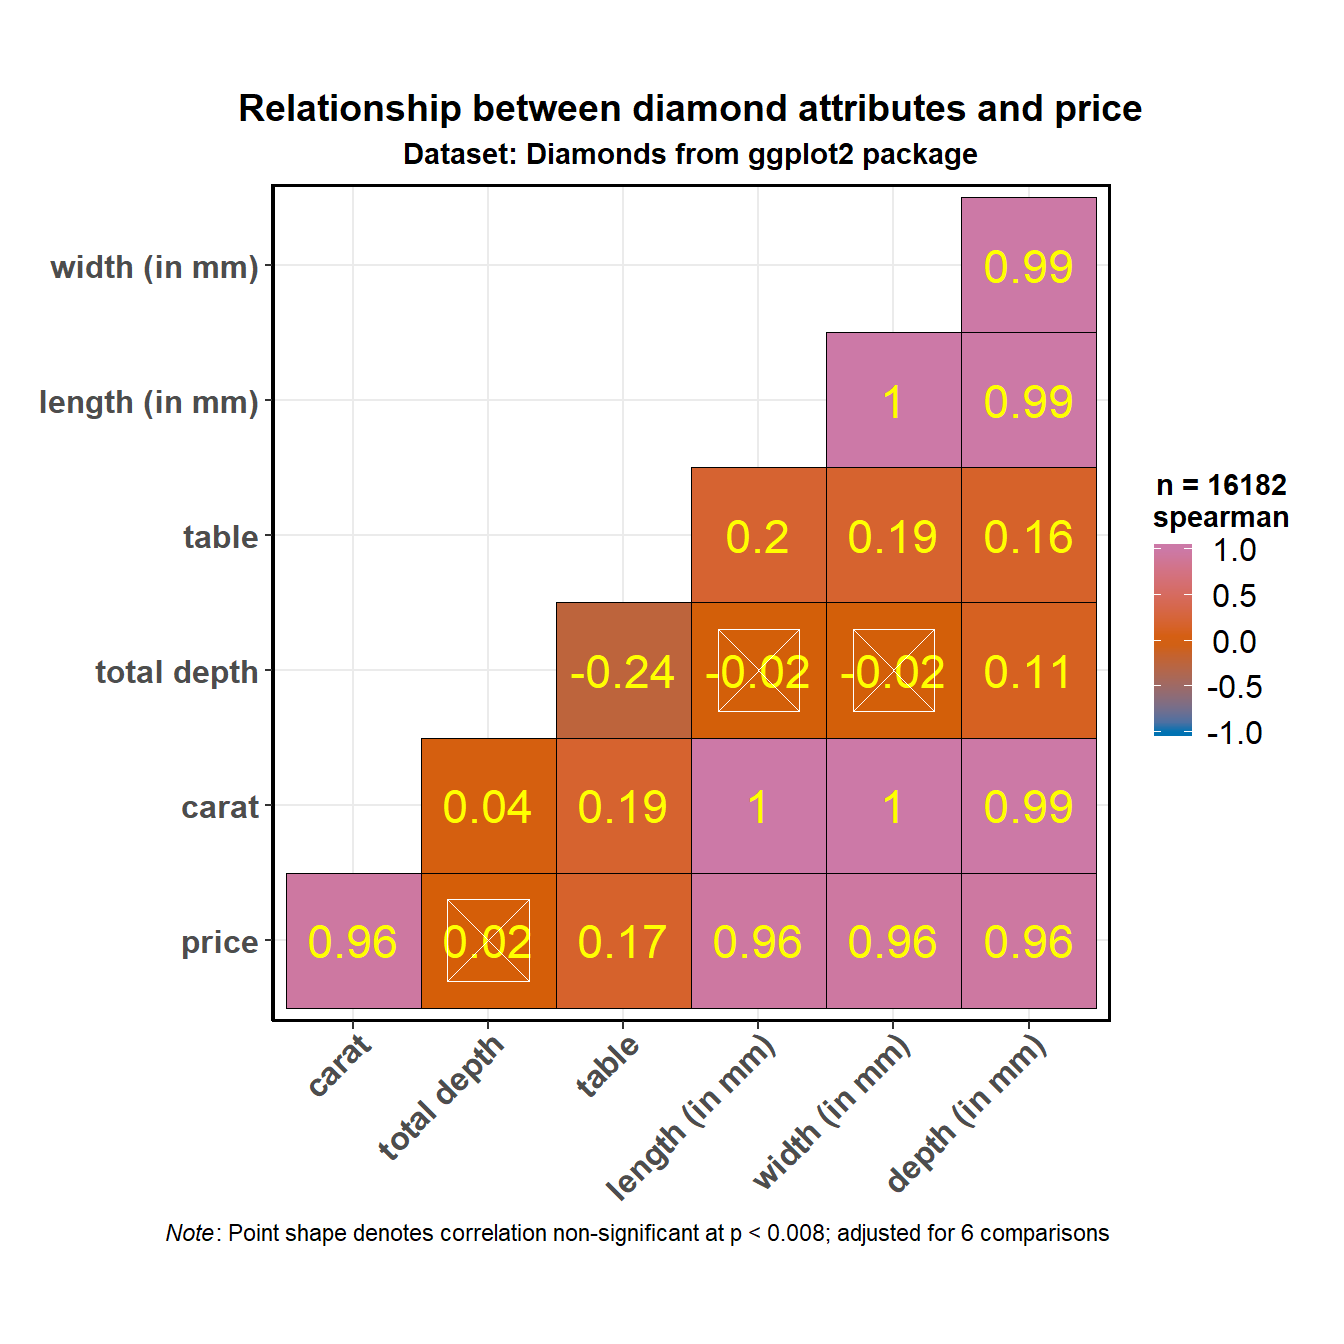 Relationship between diamond attributes and price
Dataset: Diamonds from ggplot2 package
width (in mm)
0.99
length (in mm)
1 0.99
table
0.2 0.19 0.16
total depth
-0.24 -0.02 -0.02 0.11
carat
0.04 0.19 1 1 0.99
price
0.96 0.02 0.17 0.96 0.96 0.96
carat
total depth
table
length (in mm)
width (in mm)
depth (in mm)
n = 16182
spearman
1.0
0.5
0.0
-0.5
-1.0
Note: Point shape denotes correlation non-significant at p < 0.008; adjusted for 6 comparisons